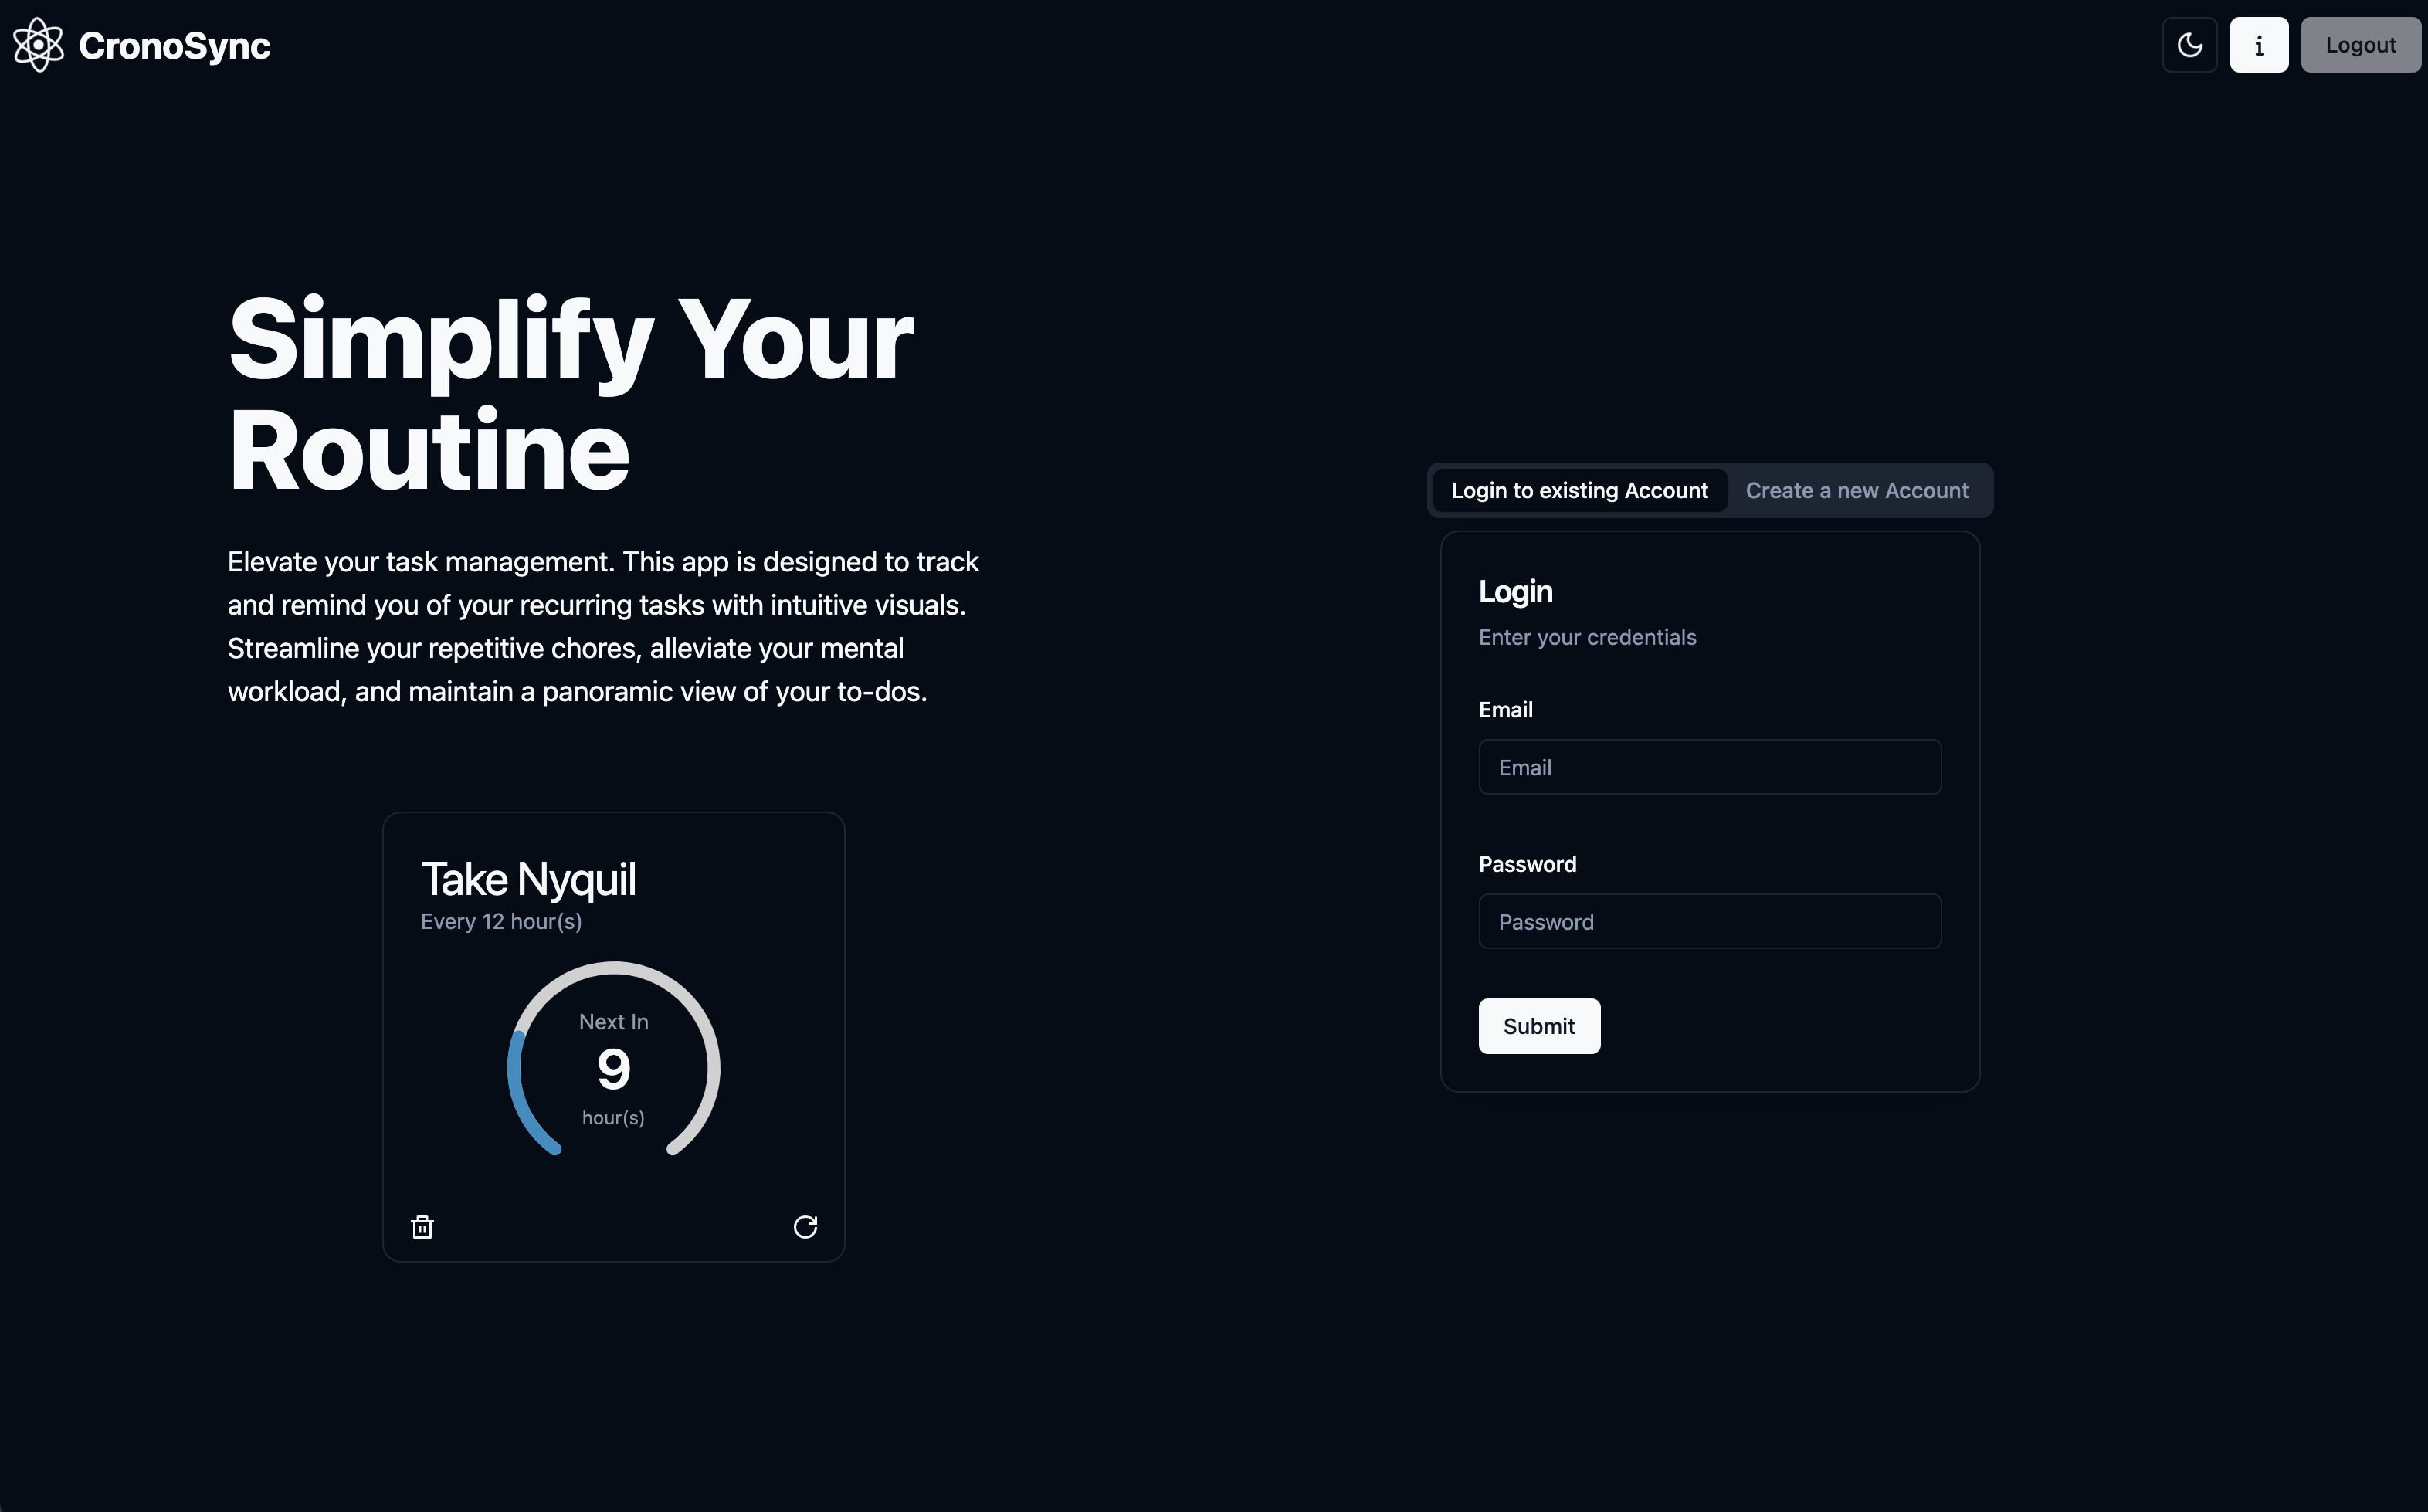 CronoSync
i
Logout
Simplify Your
Routine
Elevate your task management. This app is designed to track
and remind you of your recurring tasks with intuitive visuals.
Streamline your repetitive chores, alleviate your mental
workload, and maintain a panoramic view of your to-dos.
Take Nyquil
Every 12 hour(s)
Next In
9
hour(s)
Login to existing Account
Create a new Account
Login
Enter your credentials
Email
Email
Password
Password
Submit